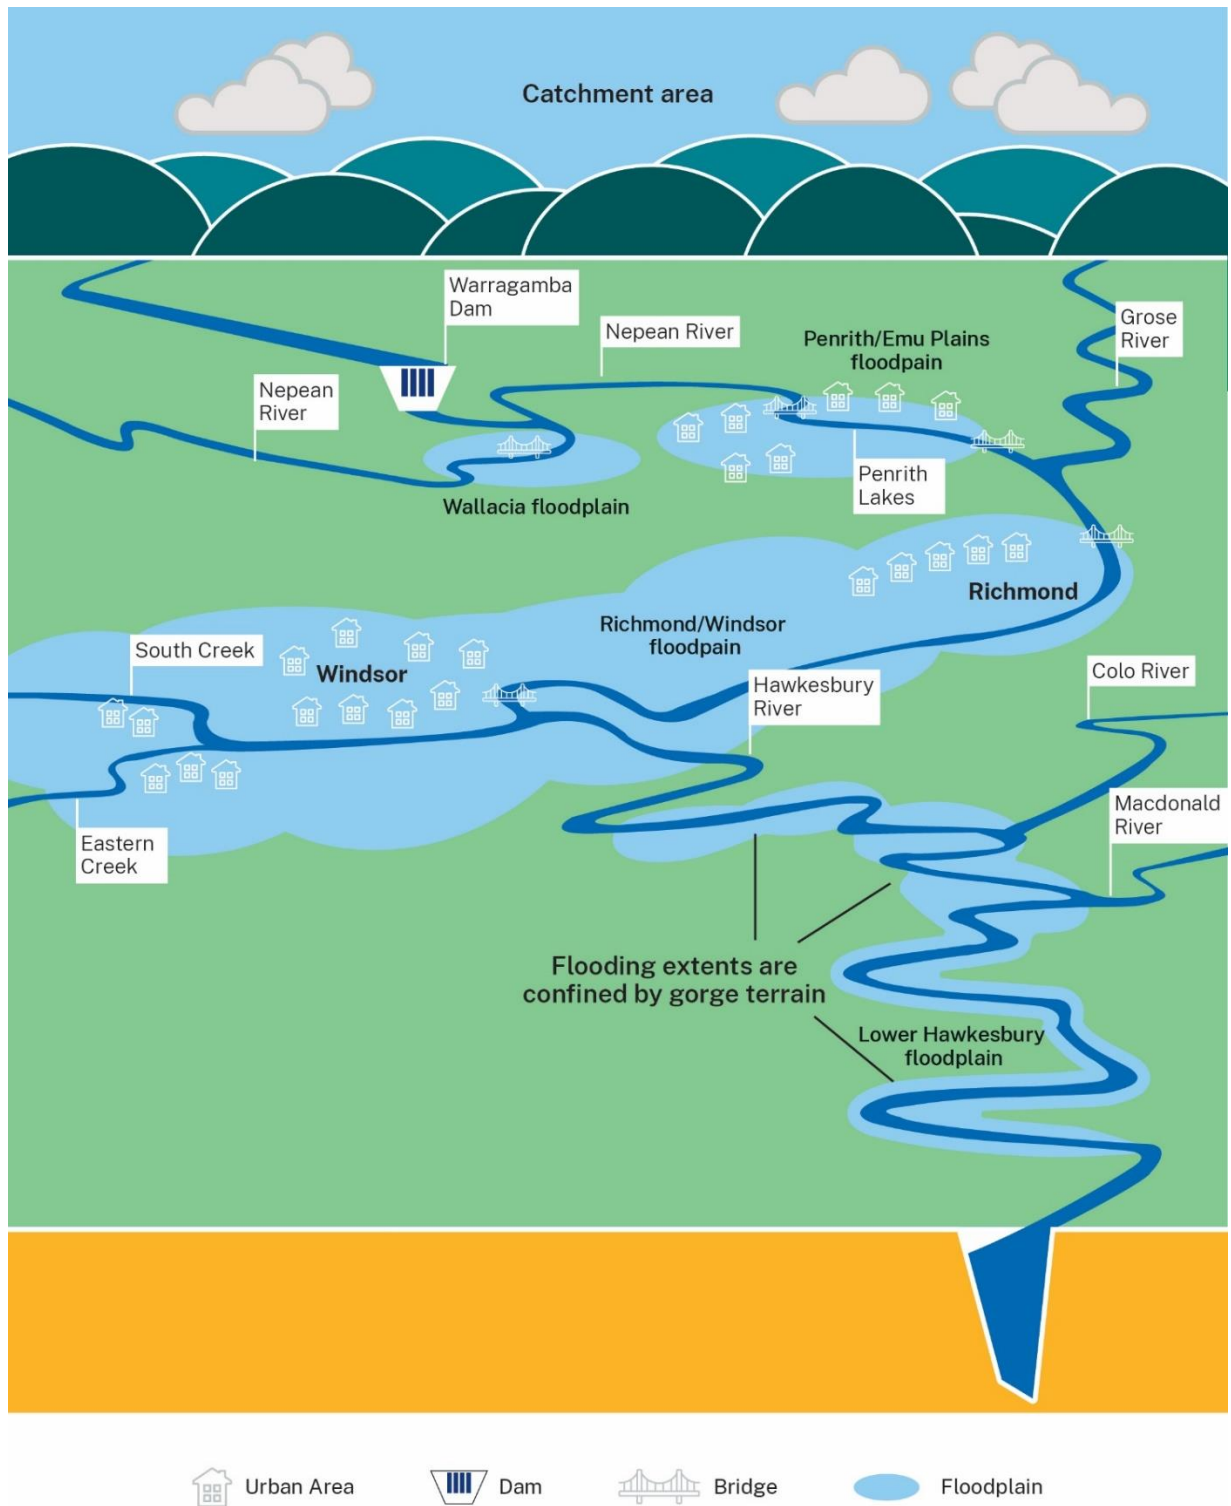 Catchment area
Warragamba
Dam
Nepean River
Penrith/Emu Plains
floodpain
Grose
River
Nepean
River
Wallacia floodplain
Penrith
Lakes
Richmond
Richmond/Windsor
floodpain
South Creek
Windsor
Hawkesbury
River
Colo River
Macdonald
River
Eastern
Creek
Flooding extents are
confined by gorge terrain
Lower Hawkesbury
floodplain
Urban Area
Dam
Bridge
Floodplain